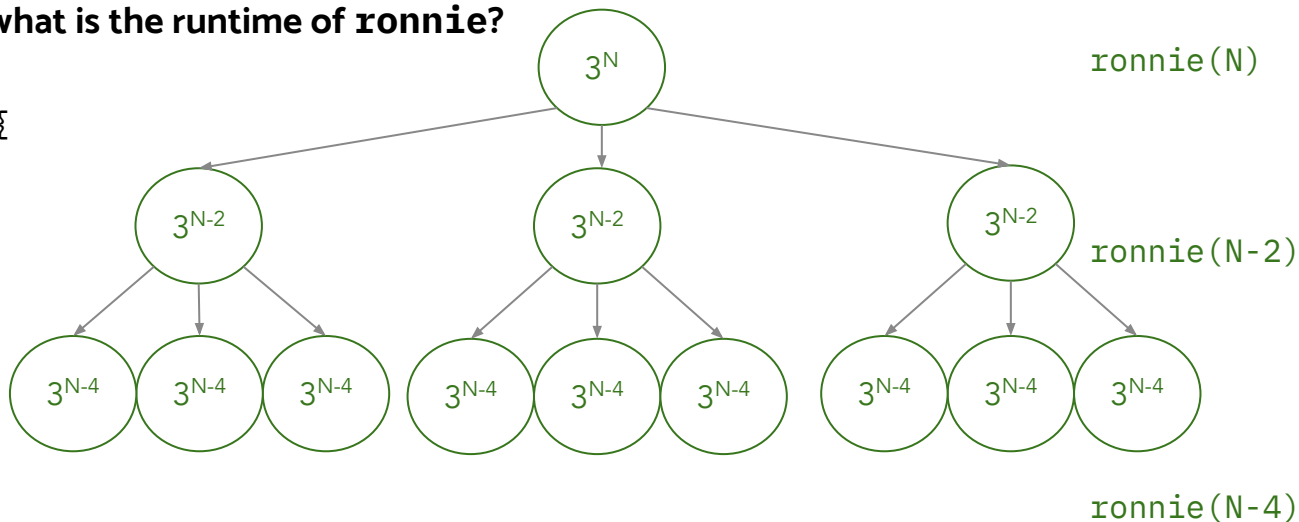 what is the runtime of ronnie?
3^N
ronnie(N)
3^N-2 3^N-2 3^N-2
ronnie(N-2)
3^N-4 3^N-4 3^N-4 3^N-4 3^N-4 3^N-4 3^N-4 3^N-4 3^N-4
ronnie(N-4)